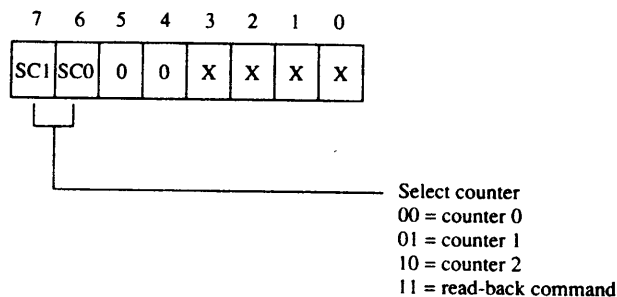 7 6 5 4 3 2 1 0
SC1 SC0 0 0 X X X X
Select counter
00 = counter 0
01 = counter 1
10 = counter 2
11 = read-back command